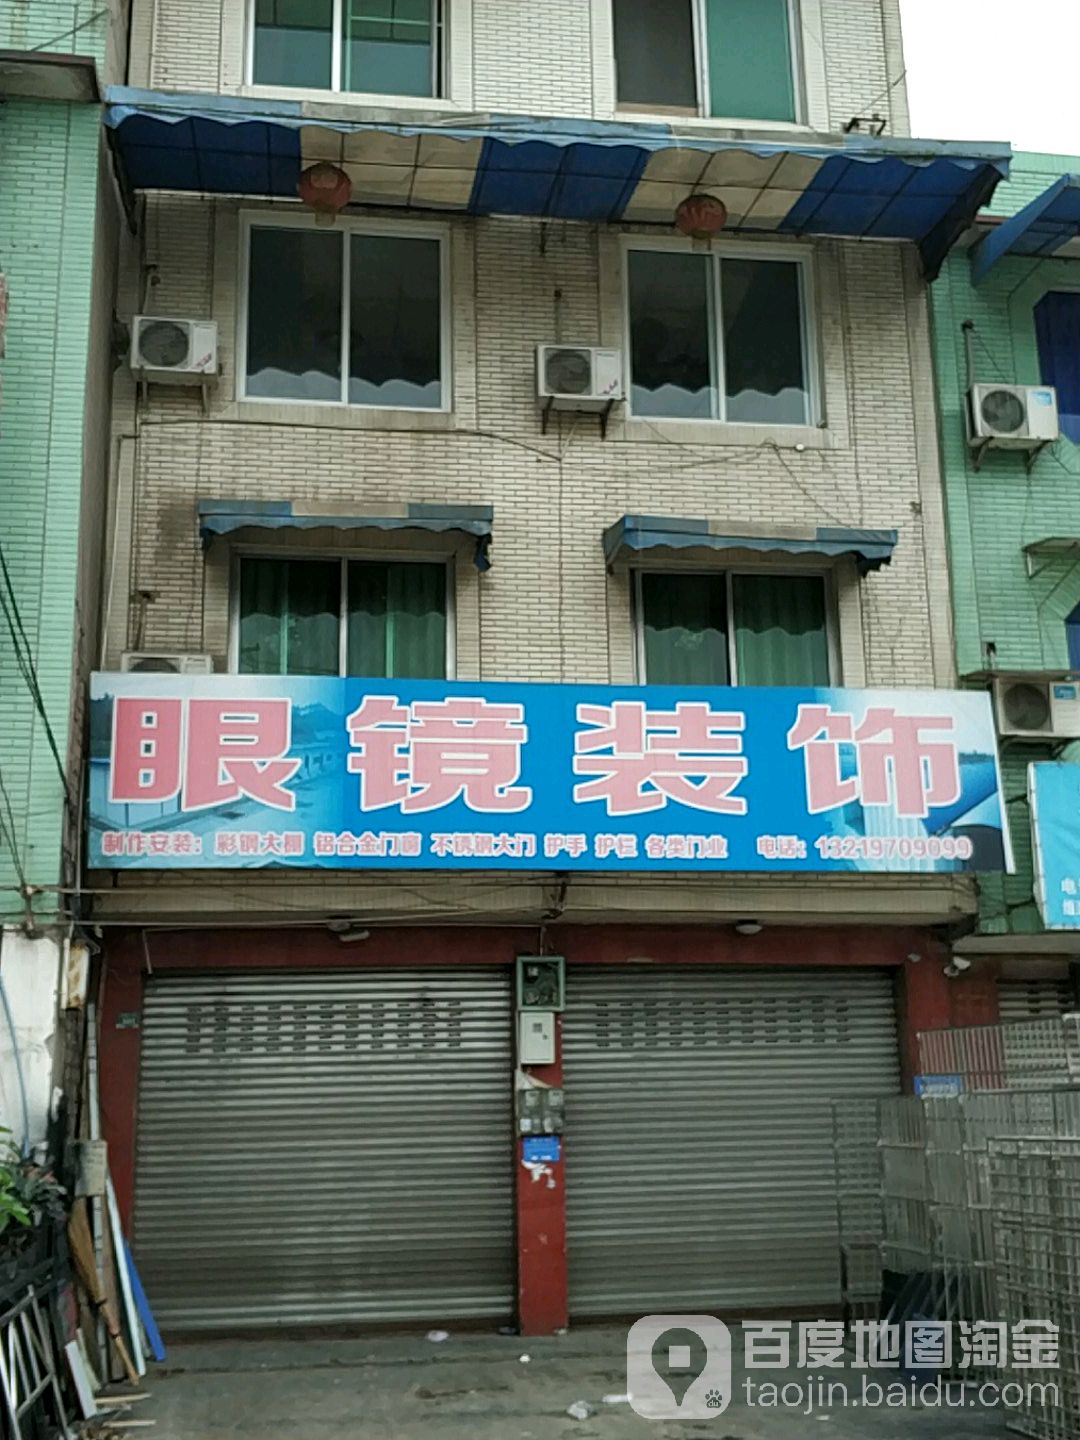 眼镜装饰
制作安装：彩钢大棚 铝合金门窗 不锈钢大门 护手 护栏 各类门业 电话：13219709099
电
维
百度地图淘金
taojin.baidu.com